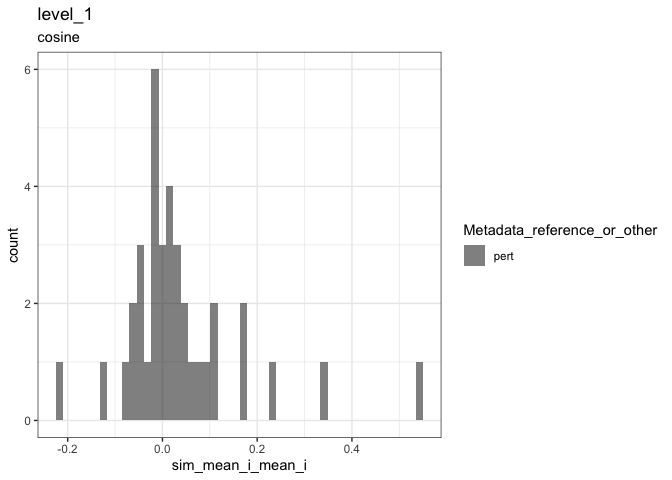 level_1
cosine
6
4
2
0
count
-0.2
0.0
0.2
0.4
sim_mean_i_mean_i
Metadata_reference_or_other
pert